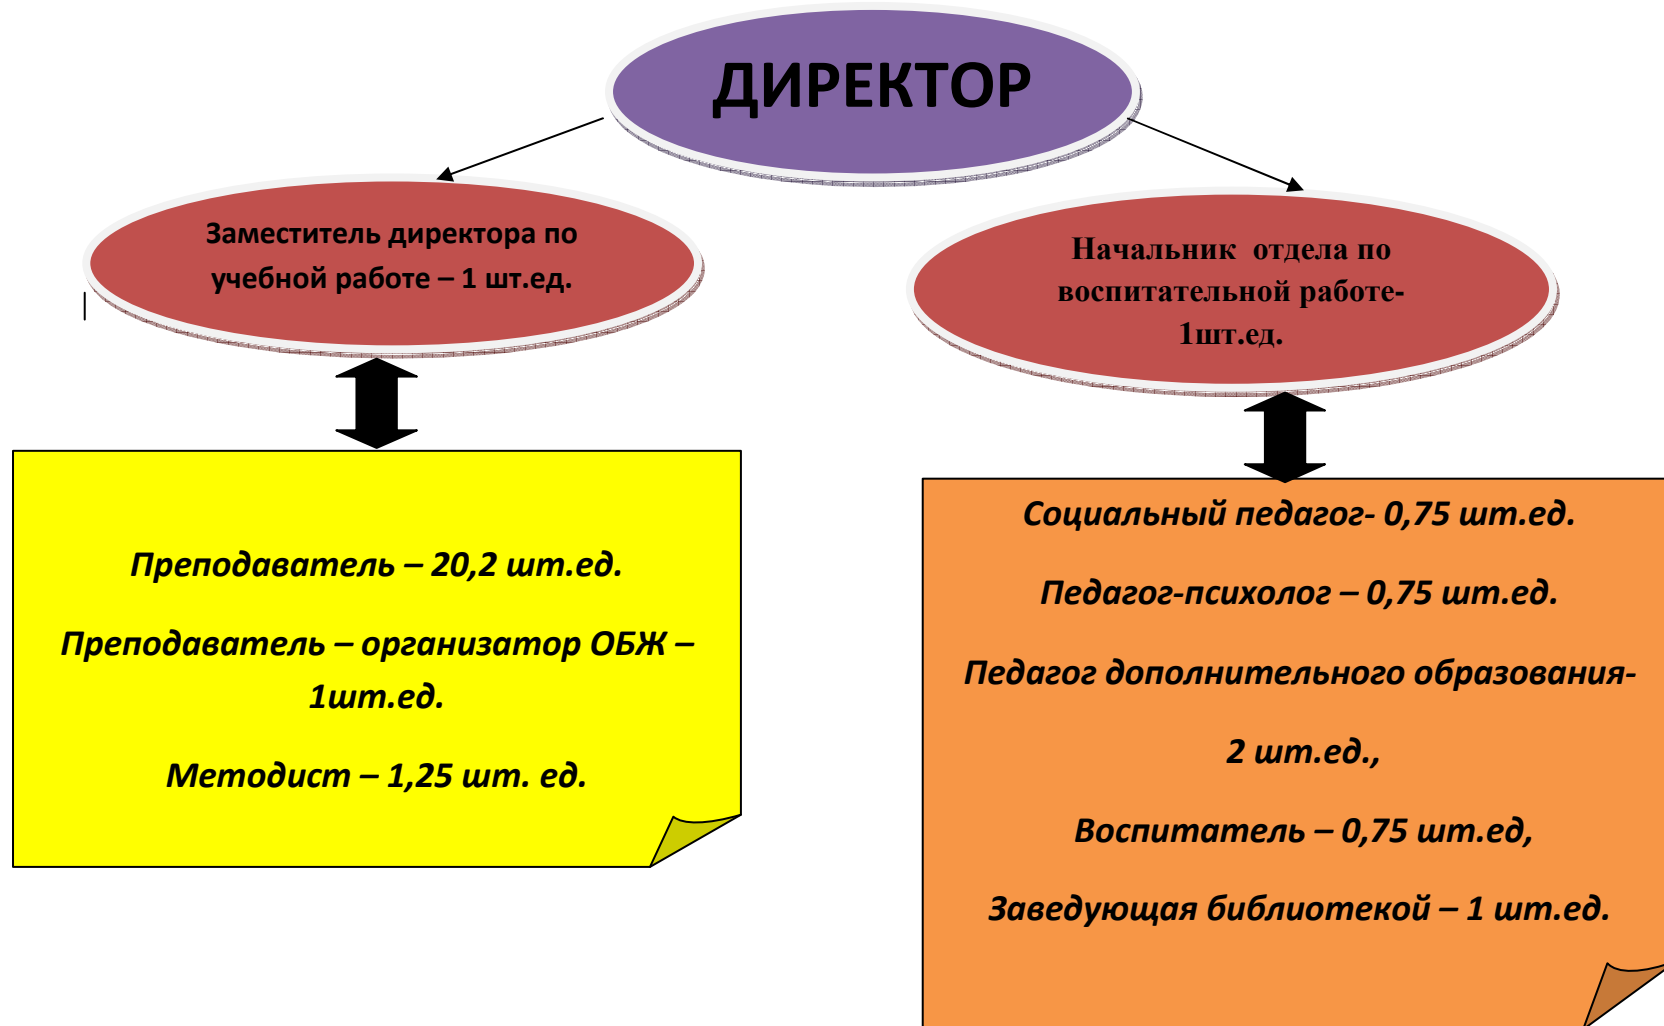 ДИРЕКТОР
Заместитель директора по
учебной работе – 1 шт.ед.
Начальник отдела по
воспитательной работе-
1шт.ед.
Преподаватель – 20,2 шт.ед.
Преподаватель – организатор ОБЖ –
1шт.ед.
Методист – 1,25 шт. ед.
Социальный педагог- 0,75 шт.ед.
Педагог-психолог – 0,75 шт.ед.
Педагог дополнительного образования-
2 шт.ед.,
Воспитатель – 0,75 шт.ед,
Заведующая библиотекой – 1 шт.ед.